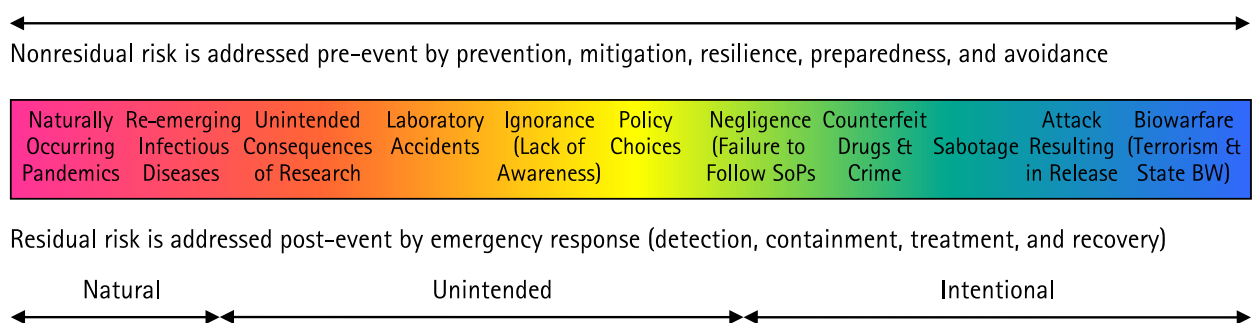 Nonresidual risk is addressed pre-event by prevention, mitigation, resilience, preparedness, and avoidance
Naturally
Occurring
Pandemics
Re-emerging
Infectious
Diseases
Unintended
Consequences
of Research
Laboratory
Accidents
Ignorance
(Lack of
Awareness)
Policy
Choices
Negligence
(Failure to
Follow SoPs
Counterfeit
Drugs &
Crime
Sabotage
Attack
Resulting
in Release
Biowarfare
(Terrorism &
State BW)
Residual risk is addressed post-event by emergency response (detection, containment, treatment, and recovery)
Natural
Unintended
Intentional